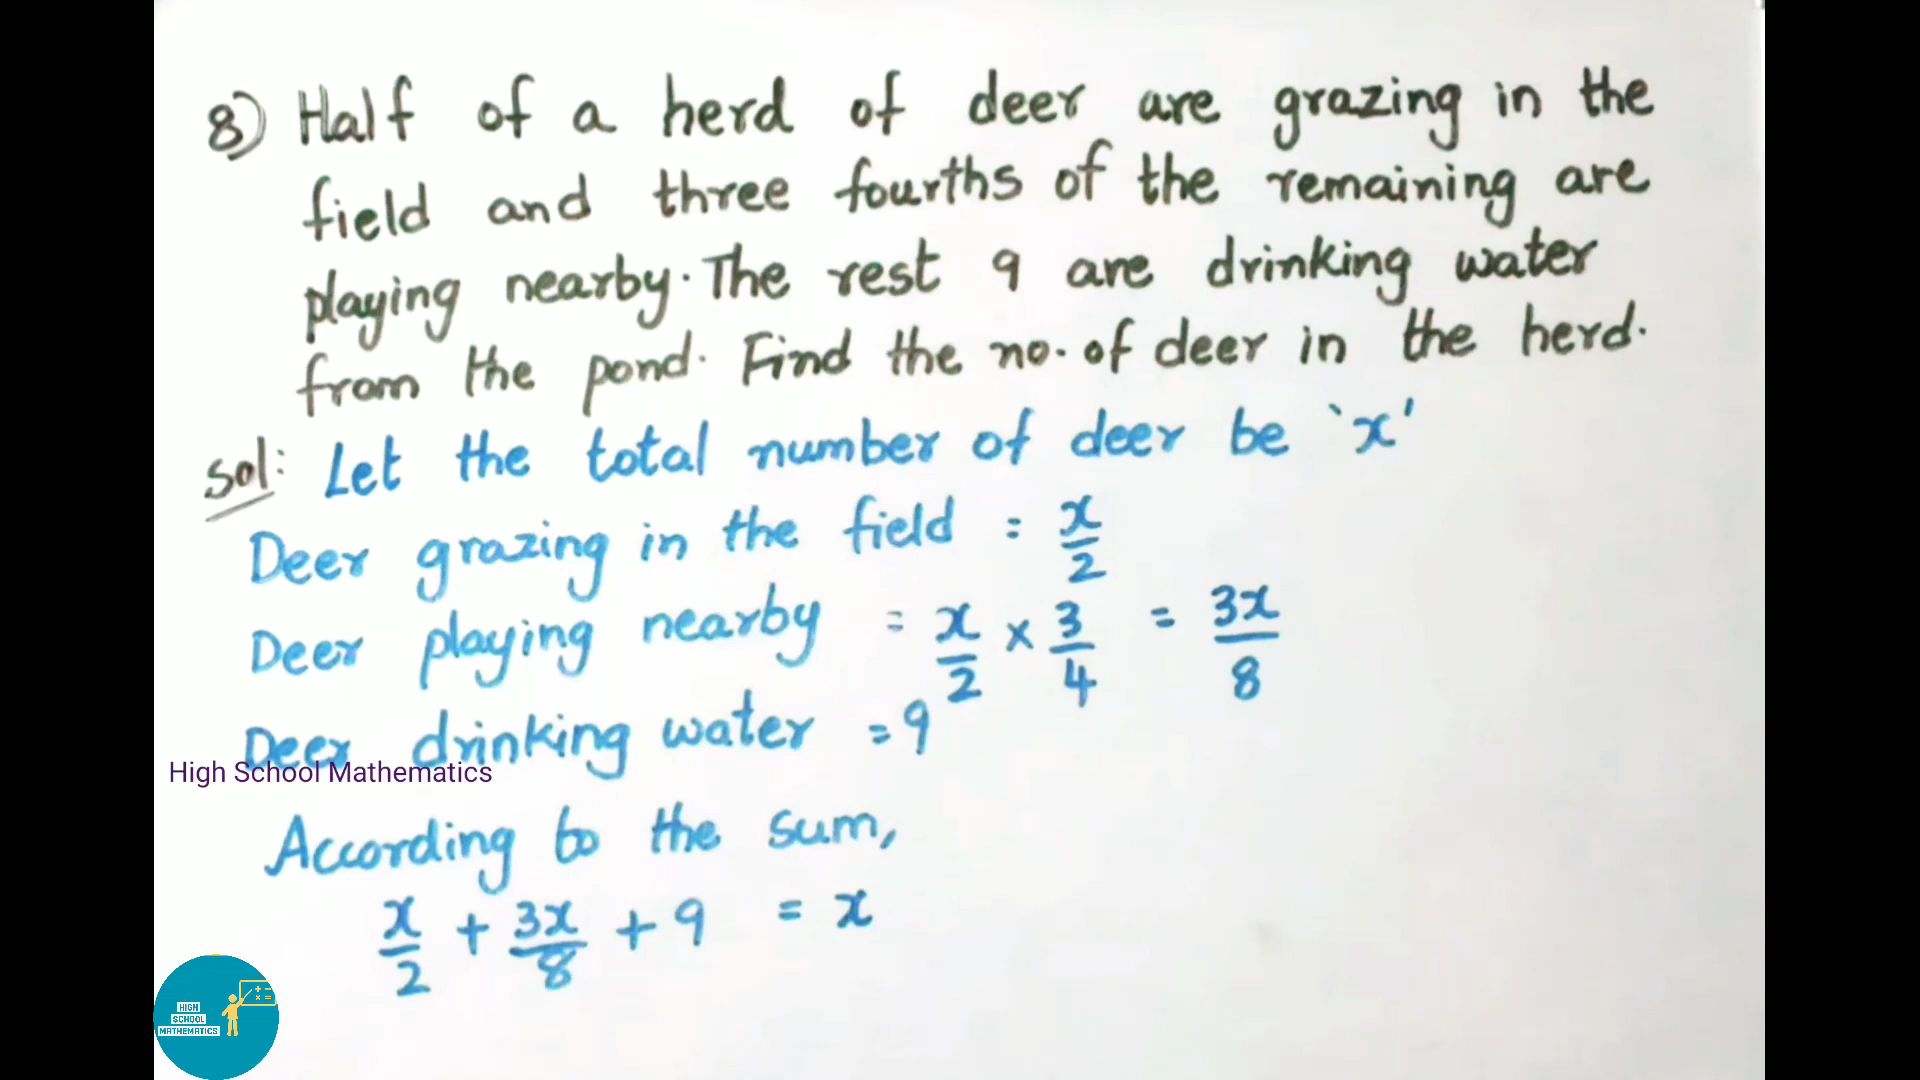 8) Half of a herd of deer are grazing in the
field and three fourths of the remaining are
playing nearby. The rest 9 are drinking water
from the pond. Find the no. of deer in the herd.
Sol: Let the total number of deer be 'x'
Deer grazing in the field = x/2
Deer playing nearby = x/2 × 3/4 = 3x/8
Deer drinking water = 9
High School Mathematics
According to the sum,
x/2 + 3x/8 + 9 = x
HIGH
SCHOOL
MATHEMATICS